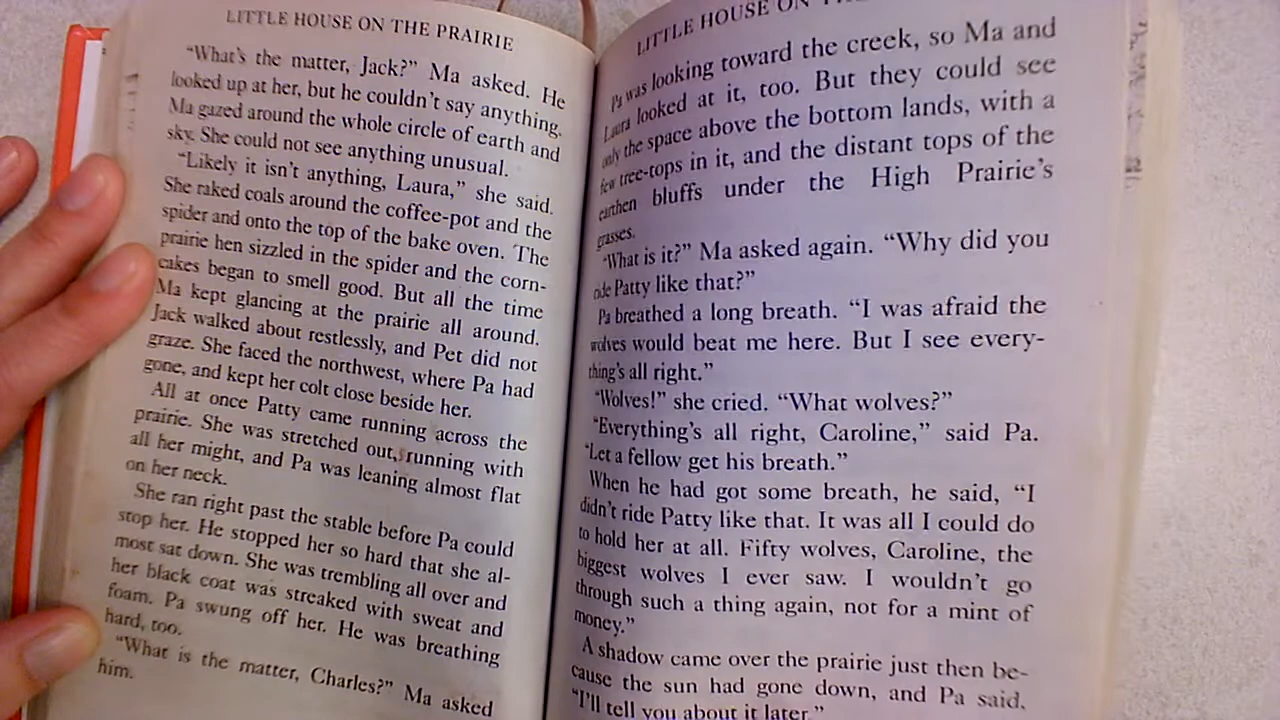 LITTLE HOUSE ON THE PRAIRIE
“What’s the matter, Jack?” Ma asked. He
looked up at her, but he couldn’t say anything.
Ma gazed around the whole circle of earth and
sky. She could not see anything unusual.
“Likely it isn’t anything, Laura,” she said.
She raked coals around the coffee-pot and the
spider and onto the top of the bake oven. The
prairie hen sizzled in the spider and the corn-
cakes began to smell good. But all the time
Ma kept glancing at the prairie all around.
Jack walked about restlessly, and Pet did not
graze. She faced the northwest, where Pa had
gone, and kept her colt close beside her.
All at once Patty came running across the
prairie. She was stretched out, running with
all her might, and Pa was leaning almost flat
on her neck.
She ran right past the stable before Pa could
stop her. He stopped her so hard that she al-
most sat down. She was trembling all over and
her black coat was streaked with sweat and
foam. Pa swung off her. He was breathing
hard, too.
“What is the matter, Charles?” Ma asked
him.
LITTLE HOUSE ON
Pa was looking toward the creek, so Ma and
Laura looked at it, too. But they could see
only the space above the bottom lands, with a
few tree-tops in it, and the distant tops of the
earthen bluffs under the High Prairie’s
grasses.
“What is it?” Ma asked again. “Why did you
ride Patty like that?”
Pa breathed a long breath. “I was afraid the
wolves would beat me here. But I see every-
thing’s all right.”
“Wolves!” she cried. “What wolves?”
“Everything’s all right, Caroline,” said Pa.
“Let a fellow get his breath.”
When he had got some breath, he said, “I
didn’t ride Patty like that. It was all I could do
to hold her at all. Fifty wolves, Caroline, the
biggest wolves I ever saw. I wouldn’t go
through such a thing again, not for a mint of
money.”
A shadow came over the prairie just then be-
cause the sun had gone down, and Pa said,
“I’ll tell you about it later.”